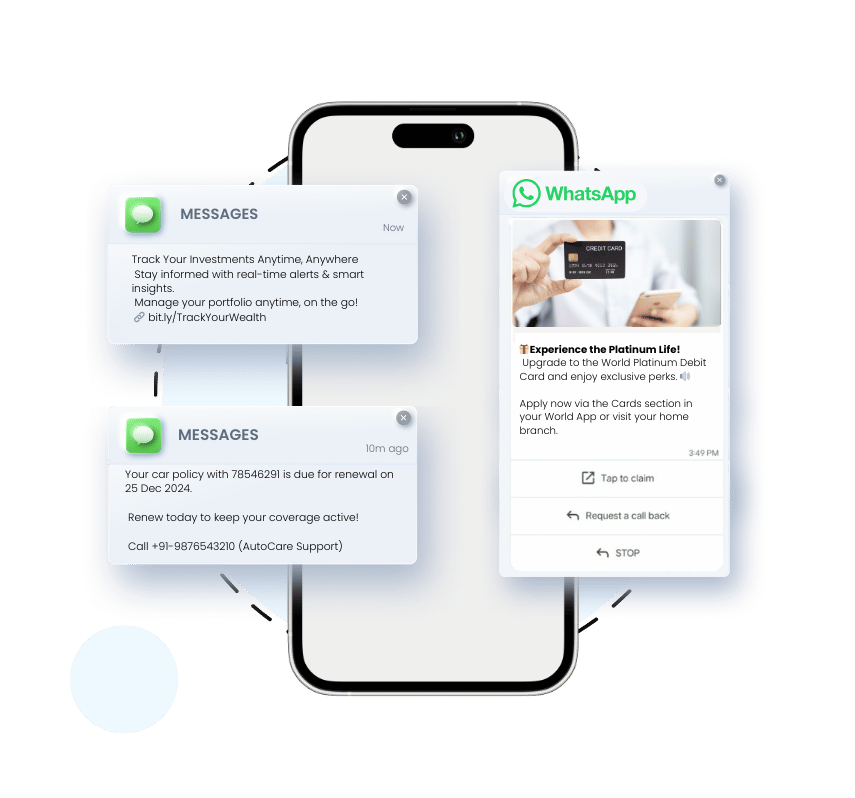 MESSAGES
Now
Track Your Investments Anytime, Anywhere
Stay informed with real-time alerts & smart
insights.
Manage your portfolio anytime, on the go!
🔗 bit.ly/TrackYourWealth
MESSAGES
10m ago
Your car policy with 78546291 is due for renewal on
25 Dec 2024.
Renew today to keep your coverage active!
Call +91-9876543210 (AutoCare Support)
WhatsApp
CREDIT CARD
🎁Experience the Platinum Life!
Upgrade to the World Platinum Debit
Card and enjoy exclusive perks. 🔊
Apply now via the Cards section in
your World App or visit your home
branch.
3:49 PM
Tap to claim
Request a call back
STOP